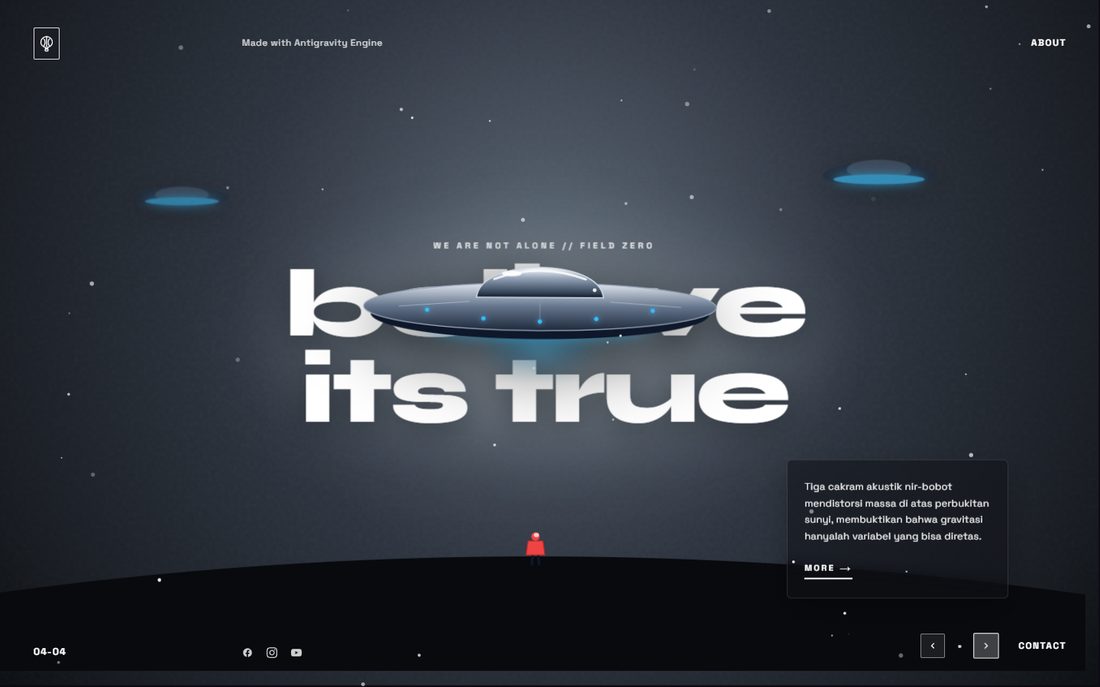 Made with Antigravity Engine
ABOUT
WE ARE NOT ALONE // FIELD ZERO
its true
Tiga cakram akustik nir-bobot
mendistorsi massa di atas perbukitan
sunyi, membuktikan bahwa gravitasi
hanyalah variabel yang bisa diretas.
MORE →
04-04
CONTACT